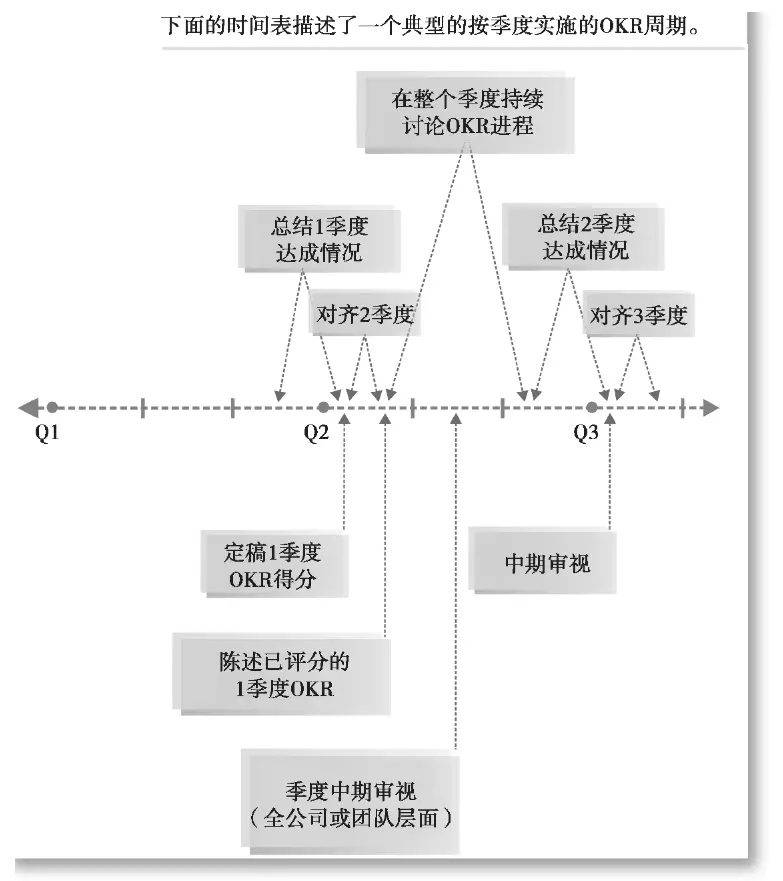 下面的时间表描述了一个典型的按季度实施的OKR周期。
在整个季度持续
讨论OKR进程
总结1季度
达成情况
总结2季度
达成情况
对齐2季度
对齐3季度
Q1
Q2
Q3
定稿1季度
OKR得分
中期审视
陈述已评分的
1季度OKR
季度中期审视
（全公司或团队层面）